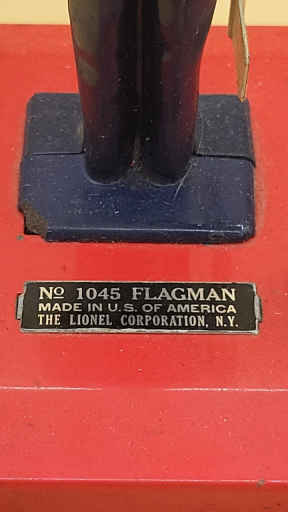 No 1045 FLAGMAN
MADE IN U.S. OF AMERICA
THE LIONEL CORPORATION, N.Y.